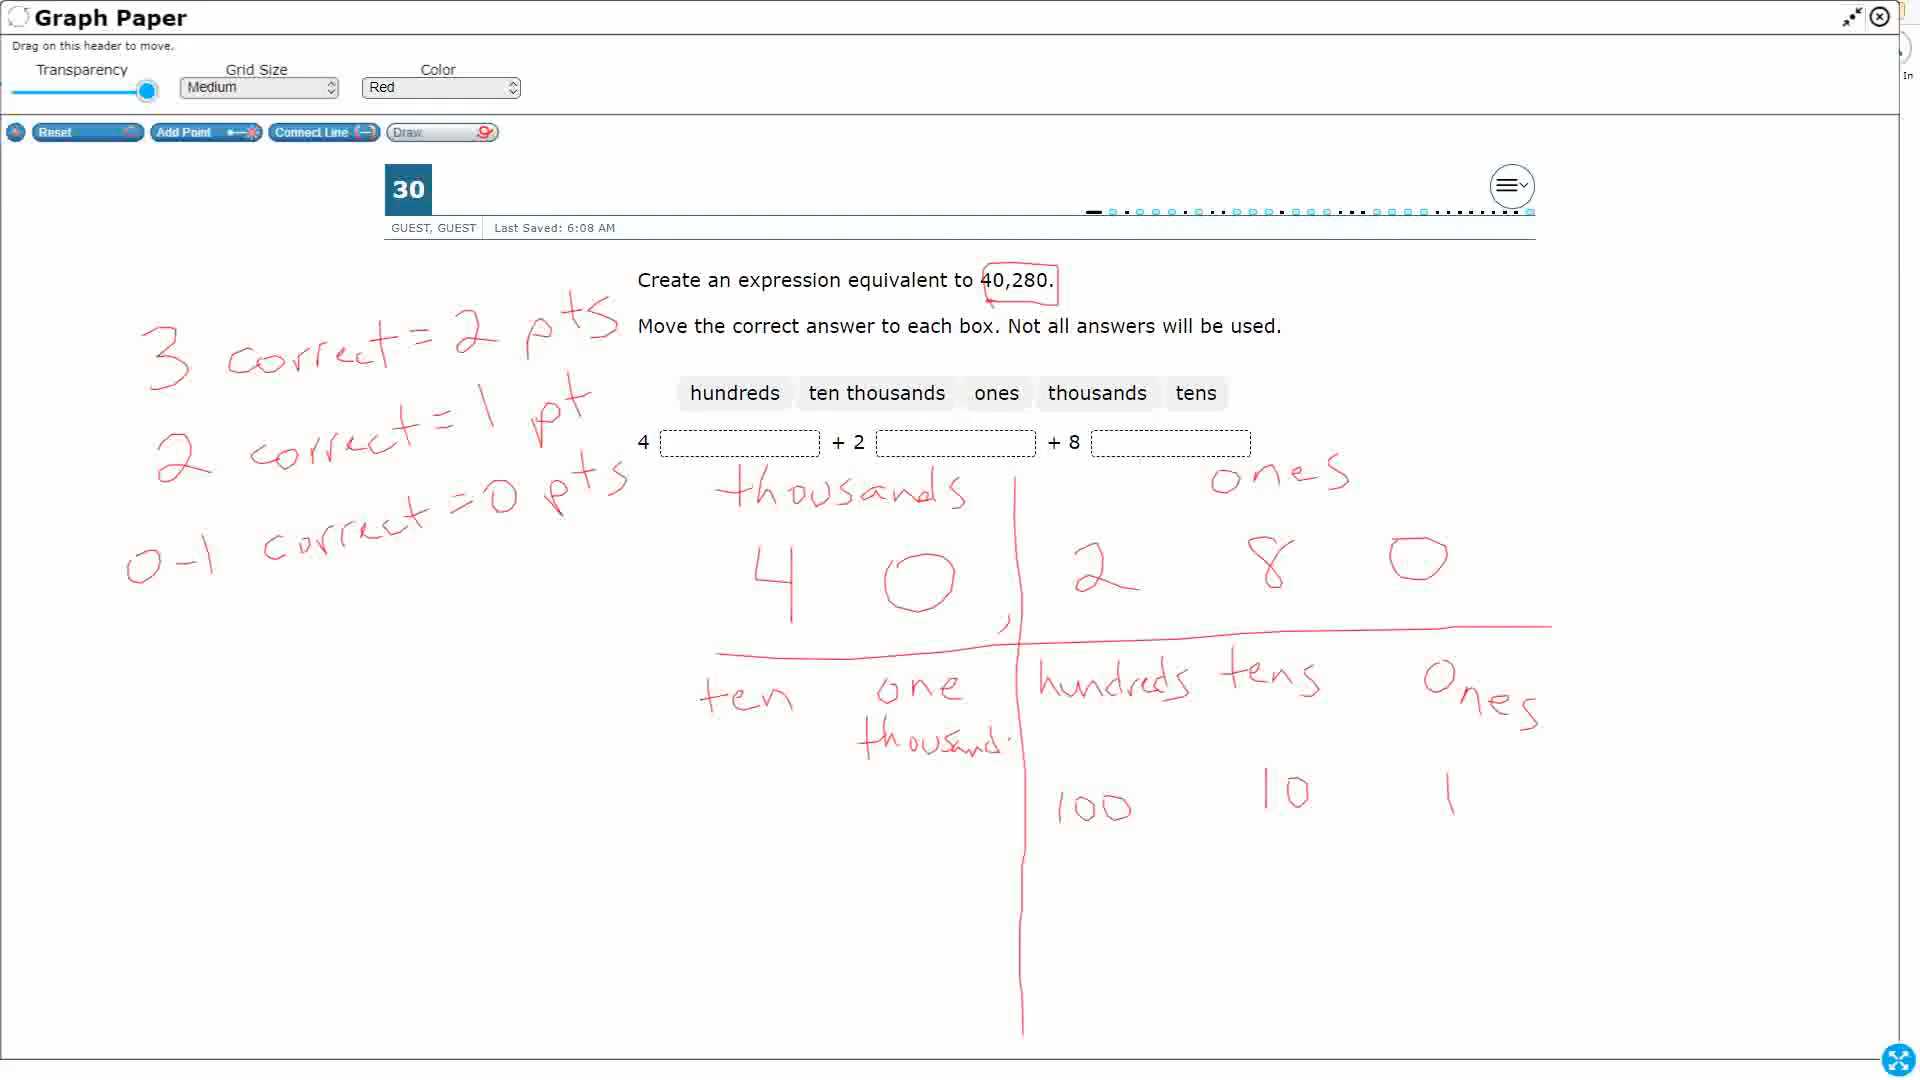 Graph Paper
Drag on this header to move.
Transparency Grid Size Color
Medium Red
In
Reset Add Point Connect Line Draw
30
GUEST, GUEST Last Saved: 6:08 AM
Create an expression equivalent to 40,280.
Move the correct answer to each box. Not all answers will be used.
hundreds ten thousands ones thousands tens
4 + 2 + 8
3 correct = 2 pts
2 correct = 1 pt
0-1 correct = 0 pts
thousands ones
4 0 , 2 8 0
ten one hundreds tens ones
thousands
100 10 1